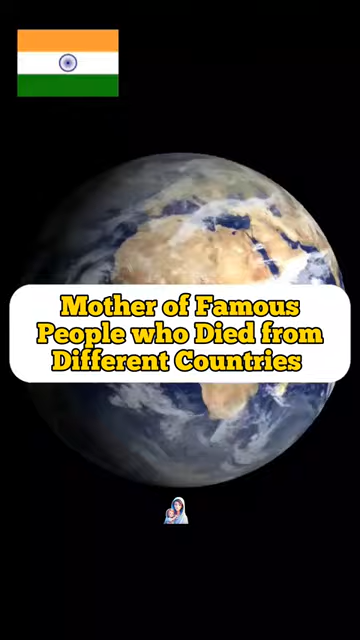 Mother of Famous
People who Died from
Different Countries